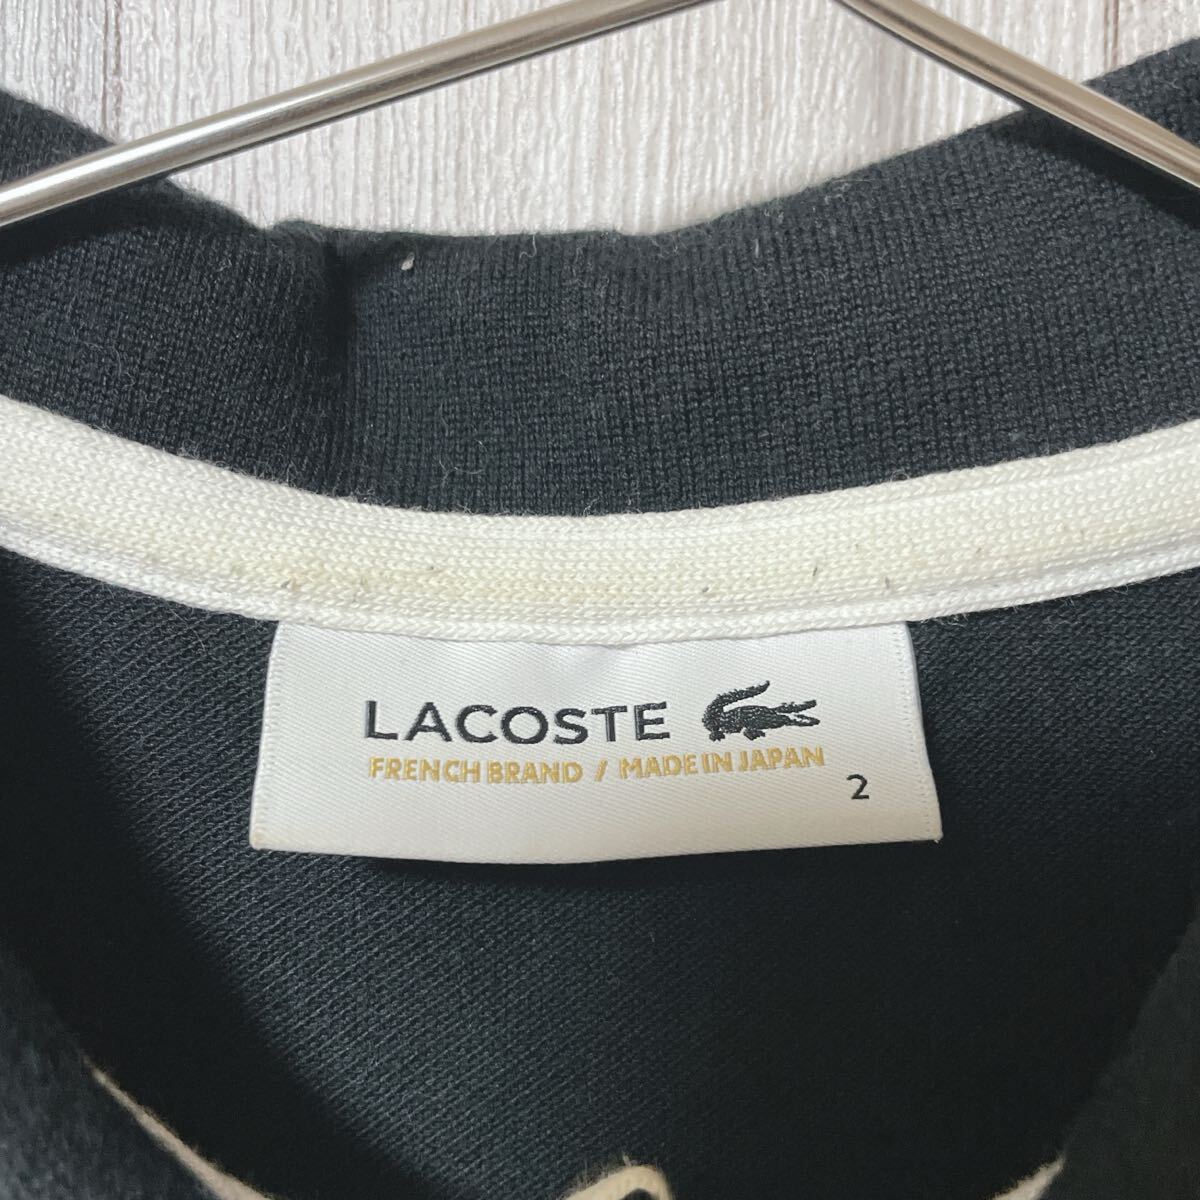 LACOSTE
FRENCH BRAND / MADE IN JAPAN
2